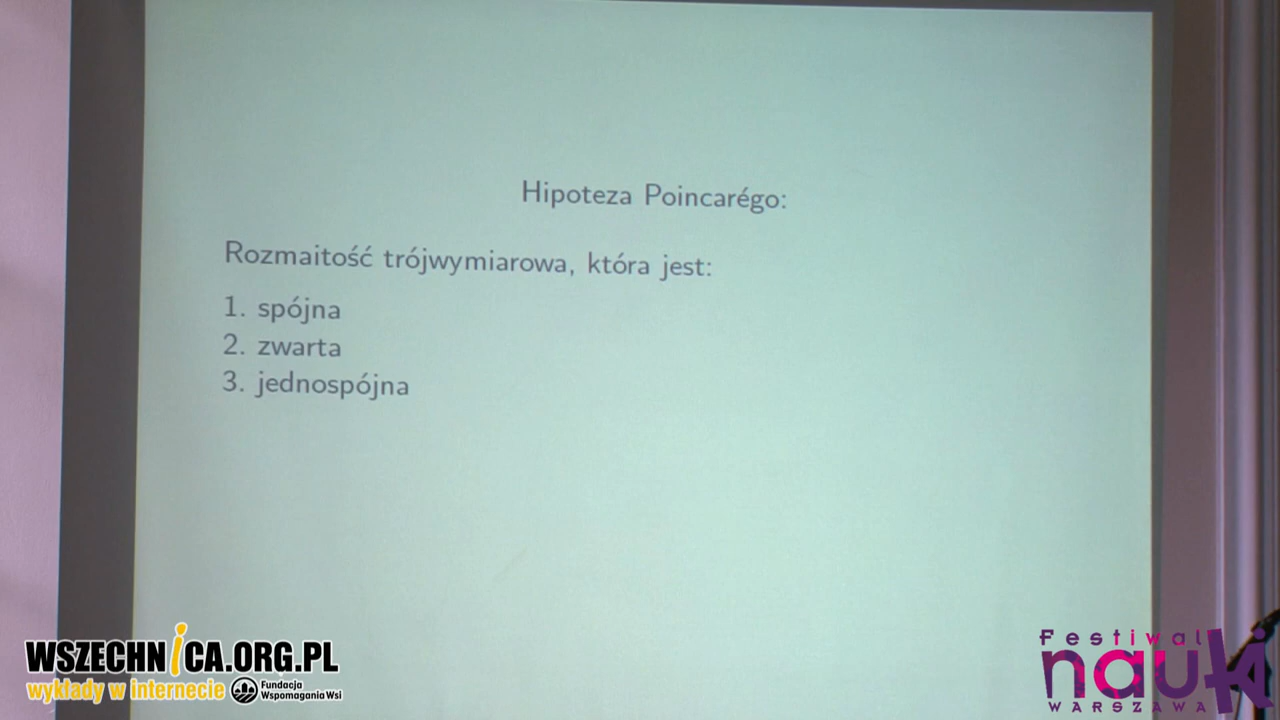 Hipoteza Poincarégo:
Rozmaitość trójwymiarowa, która jest:
1. spójna
2. zwarta
3. jednospójna
WSZECHNICA.ORG.PL
wykłady w internecie
Fundacja
Wspomagania Wsi
Festiwal
nauki
WARSZAWA